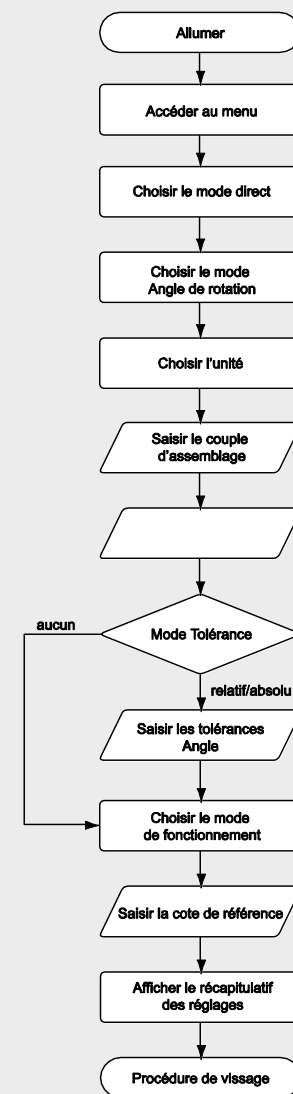 Allumer
Accéder au menu
Choisir le mode direct
Choisir le mode
Angle de rotation
Choisir l'unité
Saisir le couple
d'assemblage
aucun
Mode Tolérance
relatif/absolu
Saisir les tolérances
Angle
Choisir le mode
de fonctionnement
Saisir la cote de référence
Afficher le récapitulatif
des réglages
Procédure de vissage